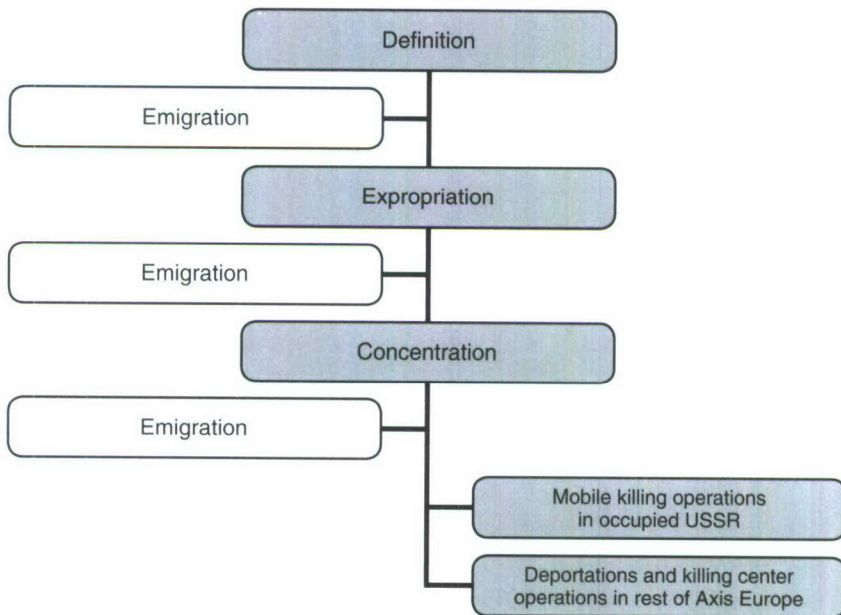 Definition
Emigration
Expropriation
Emigration
Concentration
Emigration
Mobile killing operations
in occupied USSR
Deportations and killing center
operations in rest of Axis Europe